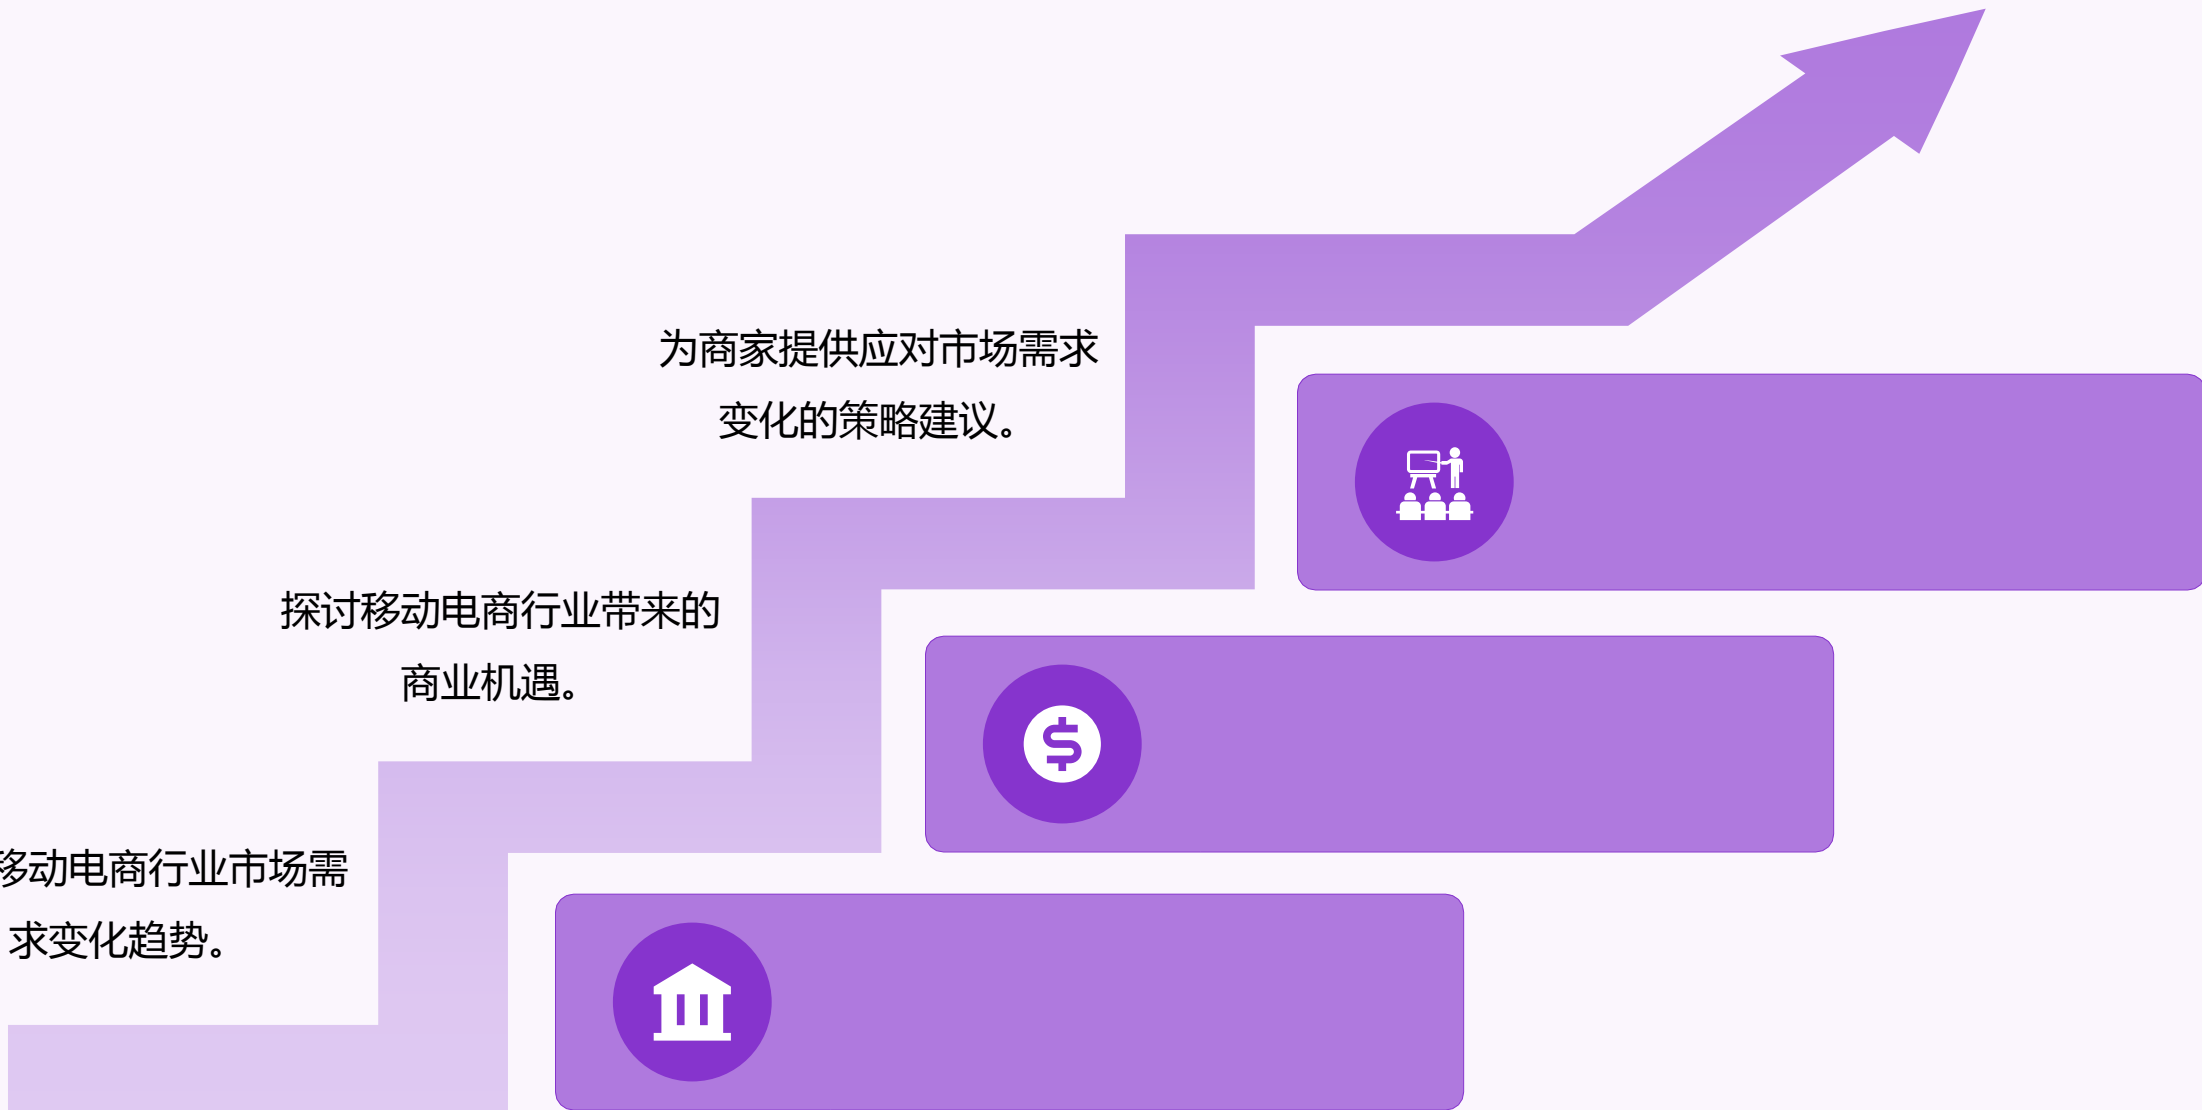 为商家提供应对市场需求
变化的策略建议。
探讨移动电商行业带来的
商业机遇。
移动电商行业市场需
求变化趋势。